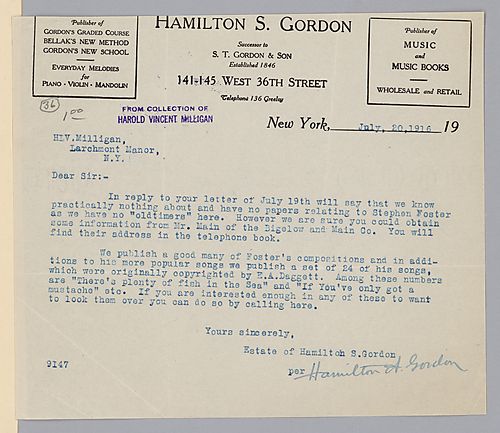 HAMILTON S. GORDON
Successor to
S. T. GORDON & SON
Established 1846
141-145 WEST 36TH STREET
Telephone 136 Greeley
Publisher of
GORDON'S GRADED COURSE
BELLAK'S NEW METHOD
GORDON'S NEW SCHOOL
EVERYDAY MELODIES
for
PIANO - VIOLIN - MANDOLIN
Publisher of
MUSIC
and
MUSIC BOOKS
WHOLESALE and RETAIL
(36)
1 00
FROM COLLECTION OF
HAROLD VINCENT MILLIGAN
New York, July, 20,1916 19
H.V.Milligan,
Larchmont Manor,
N.Y.
Dear Sir:-
In reply to your letter of July 19th will say that we know
practically nothing about and have no papers relating to Stephen Foster
as we have no "oldtimers" here. However we are sure you could obtain
some information from Mr. Main of the Bigelow and Main Co. You will
find their address in the telephone book.
We publish a good many of Foster's compositions and in addi-
tions to his more popular songs we publish a set of 24 of his songs,
which were originally copyrighted by E.A.Daggett. Among these numbers
are "There's plenty of fish in the Sea" and "If You've only got a
mustache" etc. If you are interested enough in any of these to want
to look them over you can do so by calling here.
Yours sincerely,
Estate of Hamilton S.Gordon
per Hamilton A. Gordon
9147